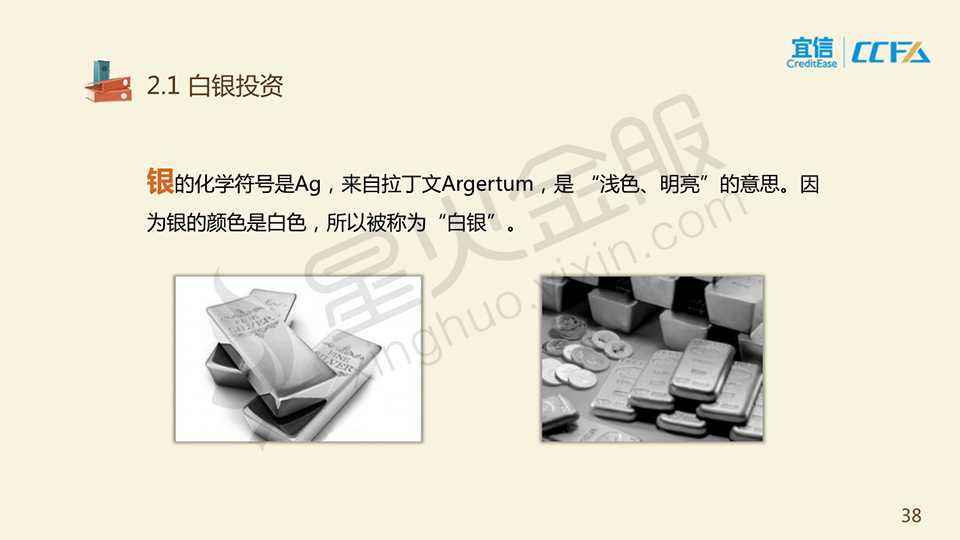 宜信
CreditEase
CCFA
2.1 白银投资
银的化学符号是Ag，来自拉丁文Argertum，是 “浅色、明亮”的意思。因
为银的颜色是白色，所以被称为“白银”。
星火金服
xinghuo.yixin.com
FINE
SILVER
FINE
SILVER
38